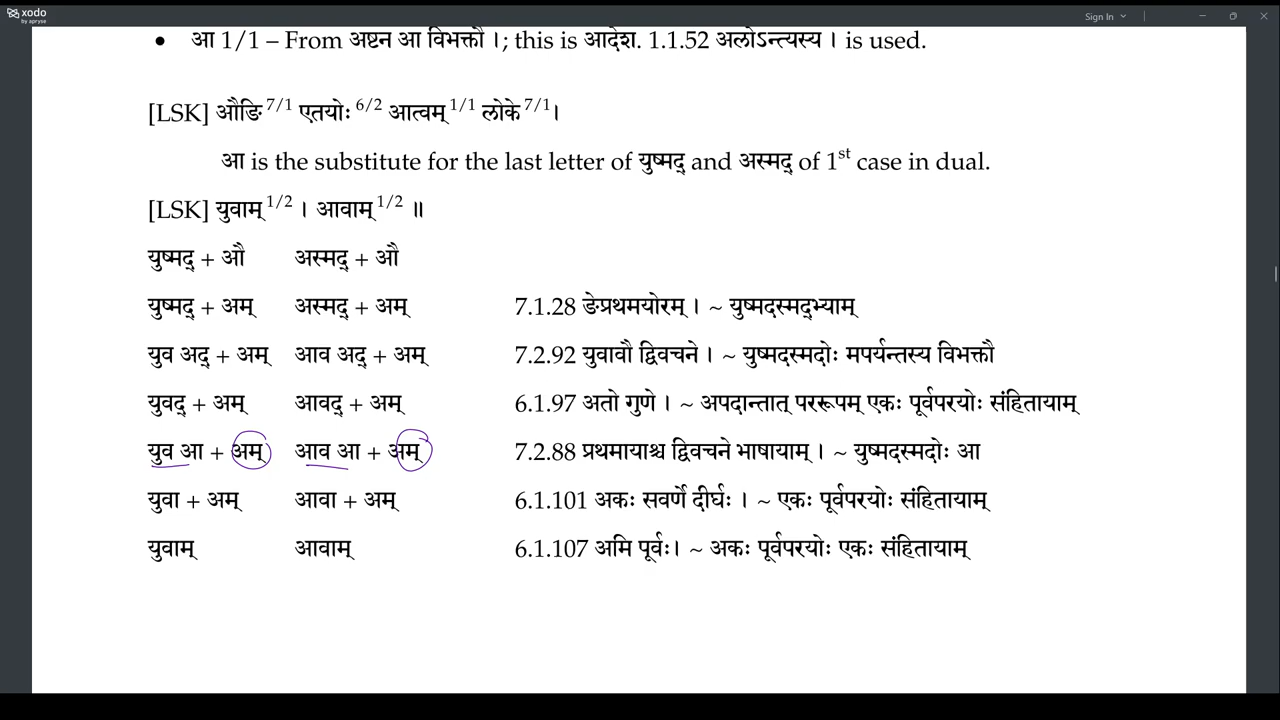 xodo
by apryse
Sign In
• आ 1/1 – From अष्टन आ विभक्तौ ।; this is आदेश. 1.1.52 अलोऽन्त्यस्य । is used.
[LSK] औङि 7/1 एतयोः 6/2 आत्वम् 1/1 लोके 7/1 ।
आ is the substitute for the last letter of युष्मद् and अस्मद् of 1st case in dual.
[LSK] युवाम् 1/2 । आवाम् 1/2 ॥
युष्मद् + औ अस्मद् + औ
युष्मद् + अम् अस्मद् + अम् 7.1.28 ङेप्रथमयोरम् । ~ युष्मदस्मद्भ्याम्
युव अद् + अम् आव अद् + अम् 7.2.92 युवावौ द्विवचने । ~ युष्मदस्मदोः मपर्यन्तस्य विभक्तौ
युवद् + अम् आवद् + अम् 6.1.97 अतो गुणे । ~ अपदान्तात् पररूपम् एकः पूर्वपरयोः संहितायाम्
युव आ + अम् आव आ + अम् 7.2.88 प्रथमायाश्च द्विवचने भाषायाम् । ~ युष्मदस्मदोः आ
युवा + अम् आवा + अम् 6.1.101 अकः सवर्णे दीर्घः । ~ एकः पूर्वपरयोः संहितायाम्
युवाम् आवाम् 6.1.107 अमि पूर्वः। ~ अकः पूर्वपरयोः एकः संहितायाम्